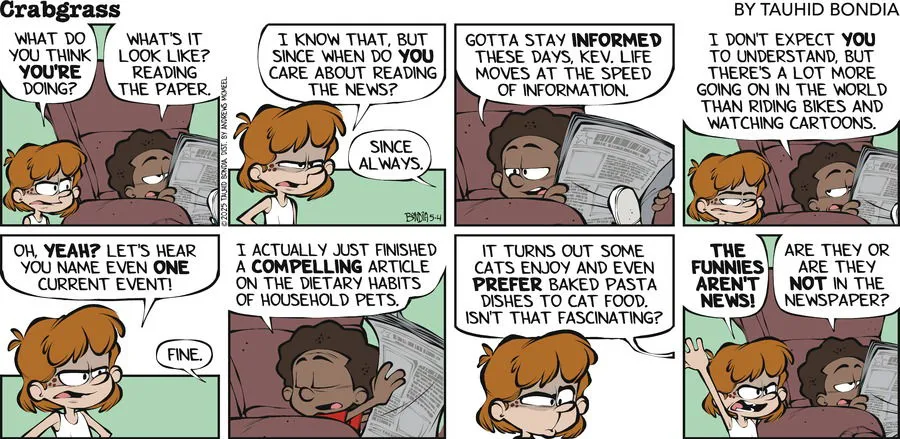 Crabgrass
BY TAUHID BONDIA
WHAT DO
YOU THINK
YOU'RE
DOING?
WHAT'S IT
LOOK LIKE?
READING
THE PAPER.
©2025 TAUHID BONDIA DIST. BY ANDREWS MCMEEL
I KNOW THAT, BUT
SINCE WHEN DO YOU
CARE ABOUT READING
THE NEWS?
SINCE
ALWAYS.
BONDIA 5-4
GOTTA STAY INFORMED
THESE DAYS, KEV. LIFE
MOVES AT THE SPEED
OF INFORMATION.
I DON'T EXPECT YOU
TO UNDERSTAND, BUT
THERE'S A LOT MORE
GOING ON IN THE WORLD
THAN RIDING BIKES AND
WATCHING CARTOONS.
OH, YEAH? LET'S HEAR
YOU NAME EVEN ONE
CURRENT EVENT!
FINE.
I ACTUALLY JUST FINISHED
A COMPELLING ARTICLE
ON THE DIETARY HABITS
OF HOUSEHOLD PETS.
IT TURNS OUT SOME
CATS ENJOY AND EVEN
PREFER BAKED PASTA
DISHES TO CAT FOOD.
ISN'T THAT FASCINATING?
THE
FUNNIES
AREN'T
NEWS!
ARE THEY OR
ARE THEY
NOT IN THE
NEWSPAPER?